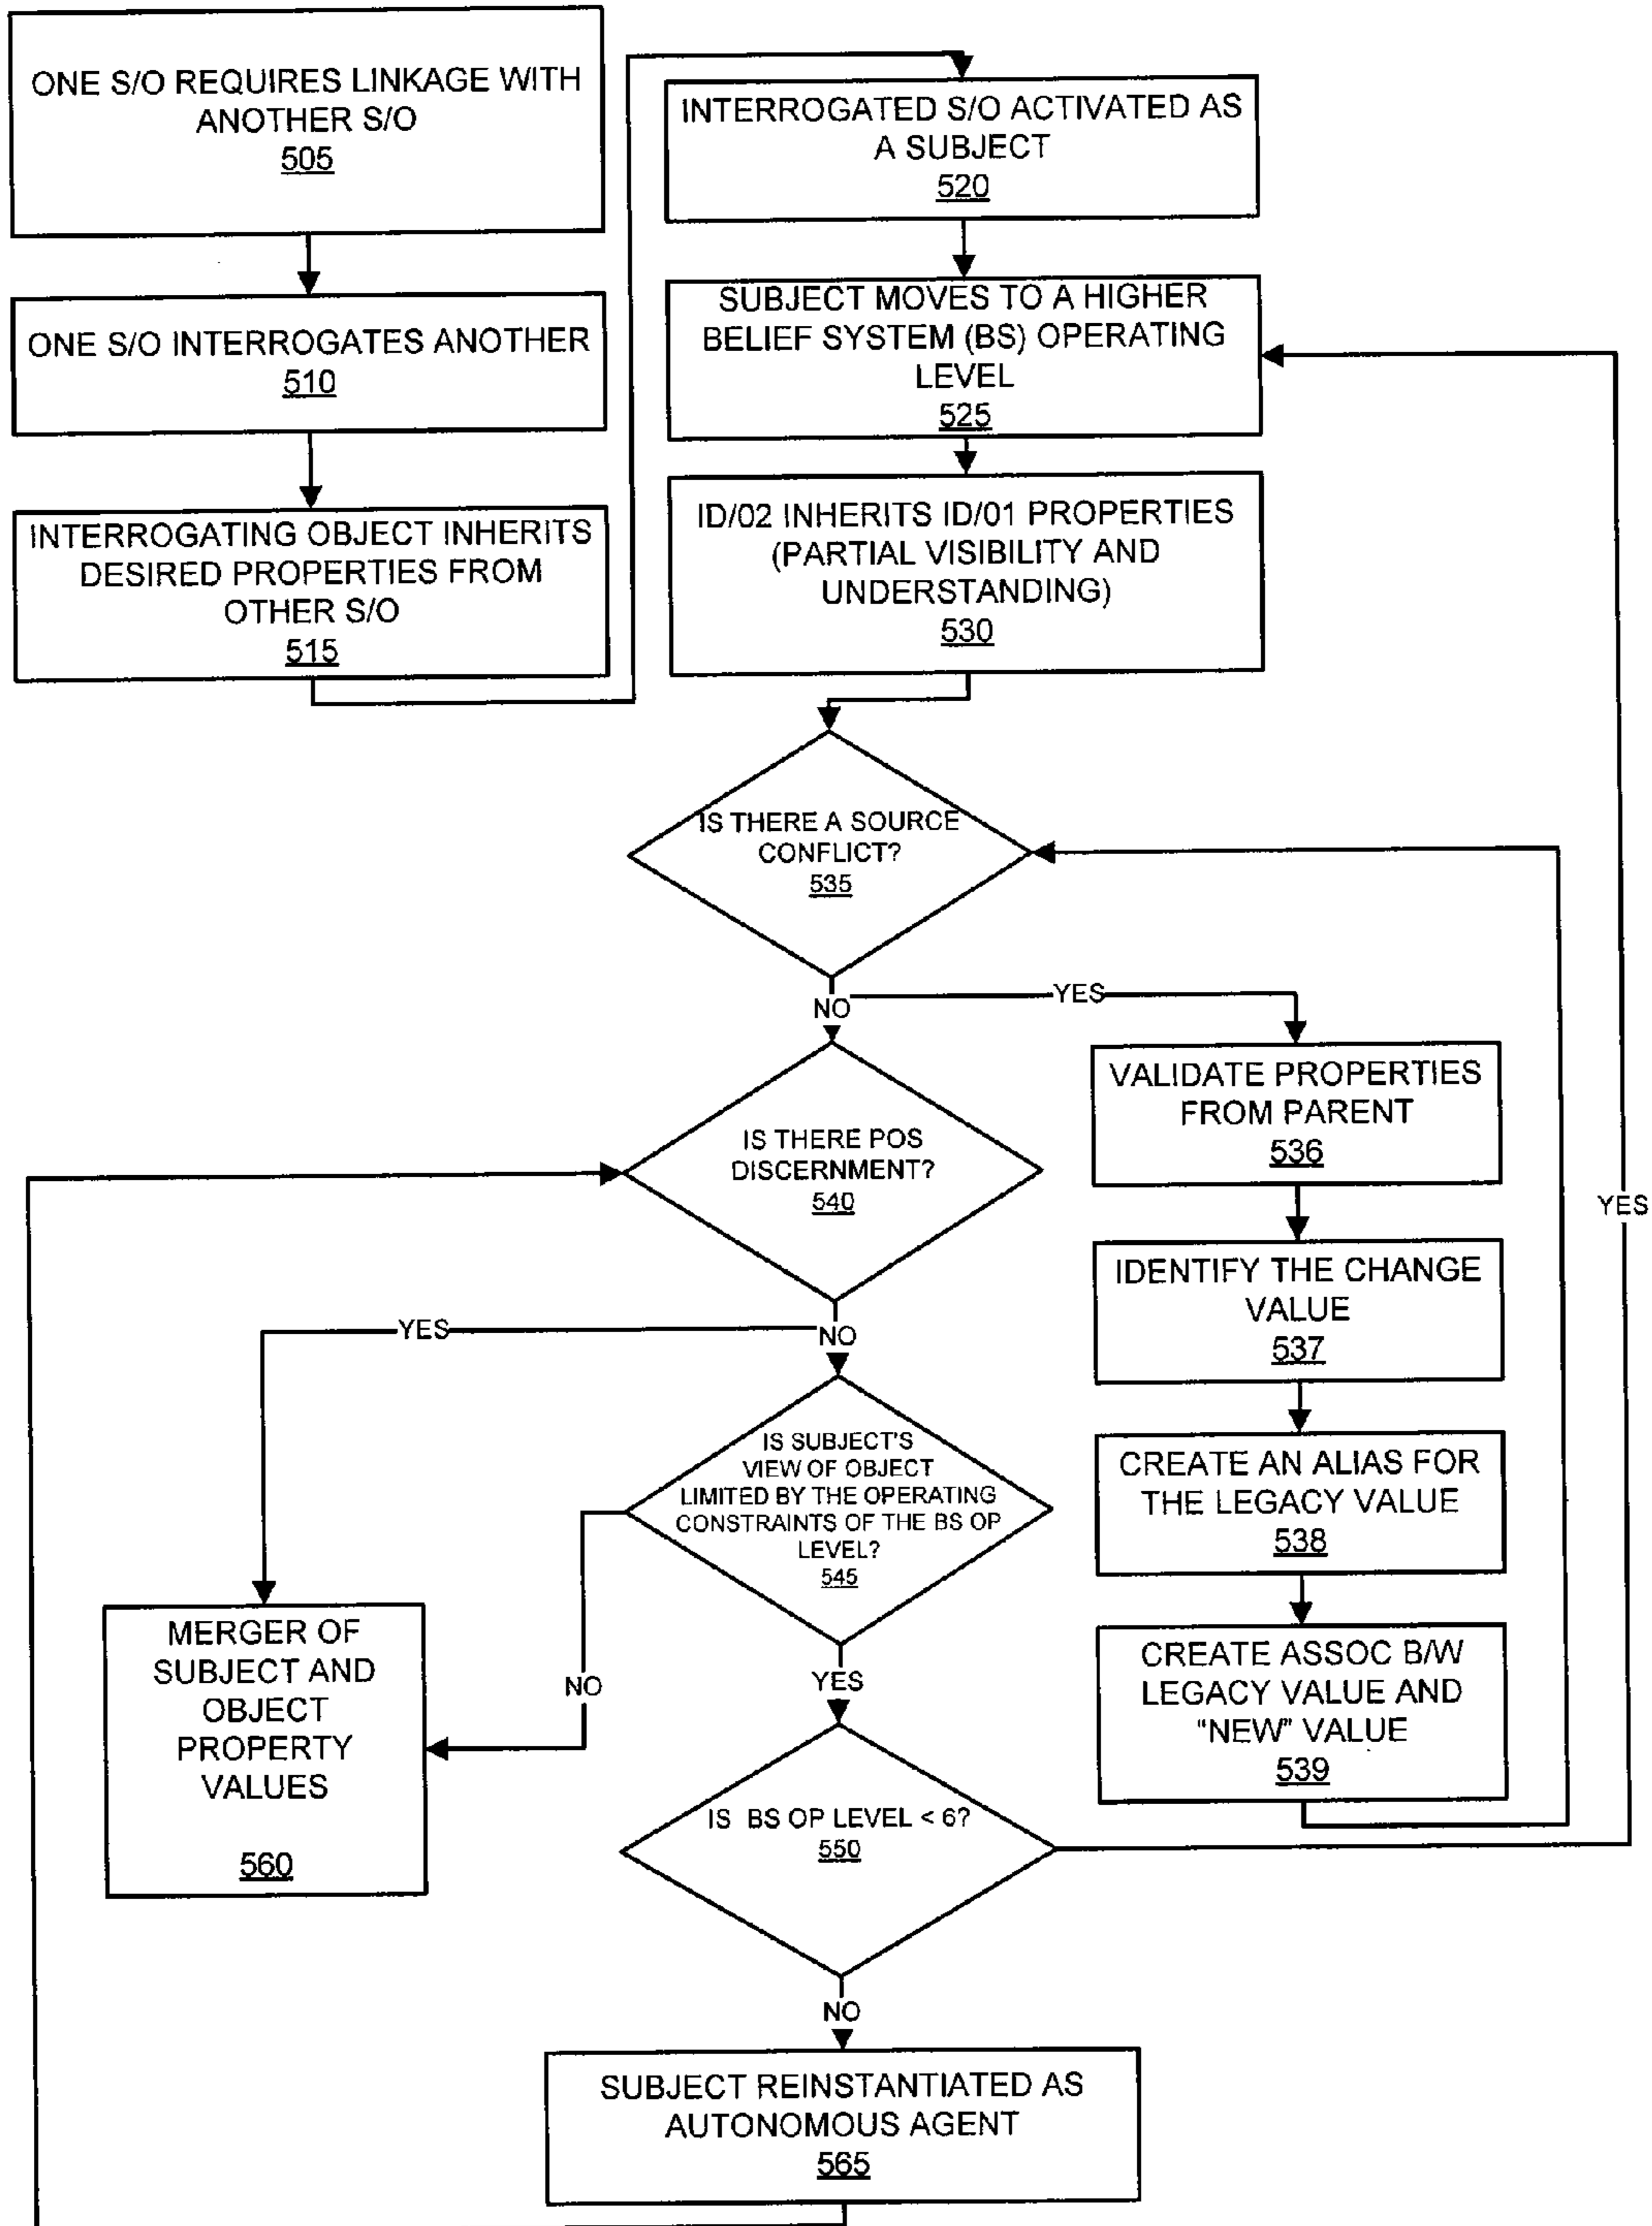 ONE S/O REQUIRES LINKAGE WITH
ANOTHER S/O
505
ONE S/O INTERROGATES ANOTHER
510
INTERROGATING OBJECT INHERITS
DESIRED PROPERTIES FROM
OTHER S/O
515
INTERROGATED S/O ACTIVATED AS
A SUBJECT
520
SUBJECT MOVES TO A HIGHER
BELIEF SYSTEM (BS) OPERATING
LEVEL
525
ID/02 INHERITS ID/01 PROPERTIES
(PARTIAL VISIBILITY AND
UNDERSTANDING)
530
IS THERE A SOURCE
CONFLICT?
535
NO
YES
VALIDATE PROPERTIES
FROM PARENT
536
IDENTIFY THE CHANGE
VALUE
537
CREATE AN ALIAS FOR
THE LEGACY VALUE
538
CREATE ASSOC B/W
LEGACY VALUE AND
"NEW" VALUE
539
IS THERE POS
DISCERNMENT?
540
YES
NO
IS SUBJECT'S
VIEW OF OBJECT
LIMITED BY THE OPERATING
CONSTRAINTS OF THE BS OP
LEVEL?
545
NO
YES
MERGER OF
SUBJECT AND
OBJECT
PROPERTY
VALUES
560
IS BS OP LEVEL < 6?
550
YES
NO
SUBJECT REINSTANTIATED AS
AUTONOMOUS AGENT
565